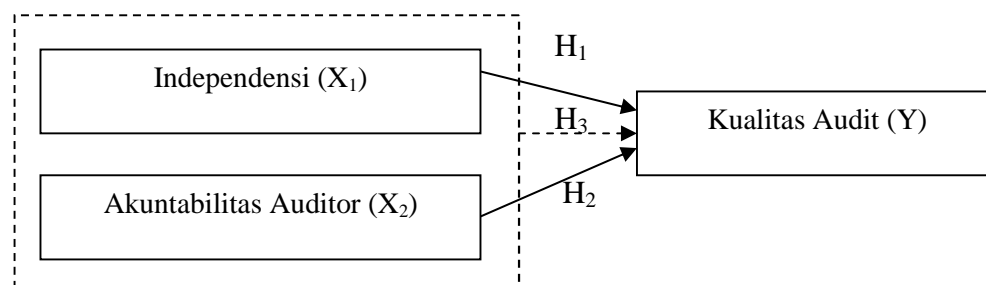 H₁
Independensi (X₁)
Kualitas Audit (Y)
H₃
Akuntabilitas Auditor (X₂)
H₂